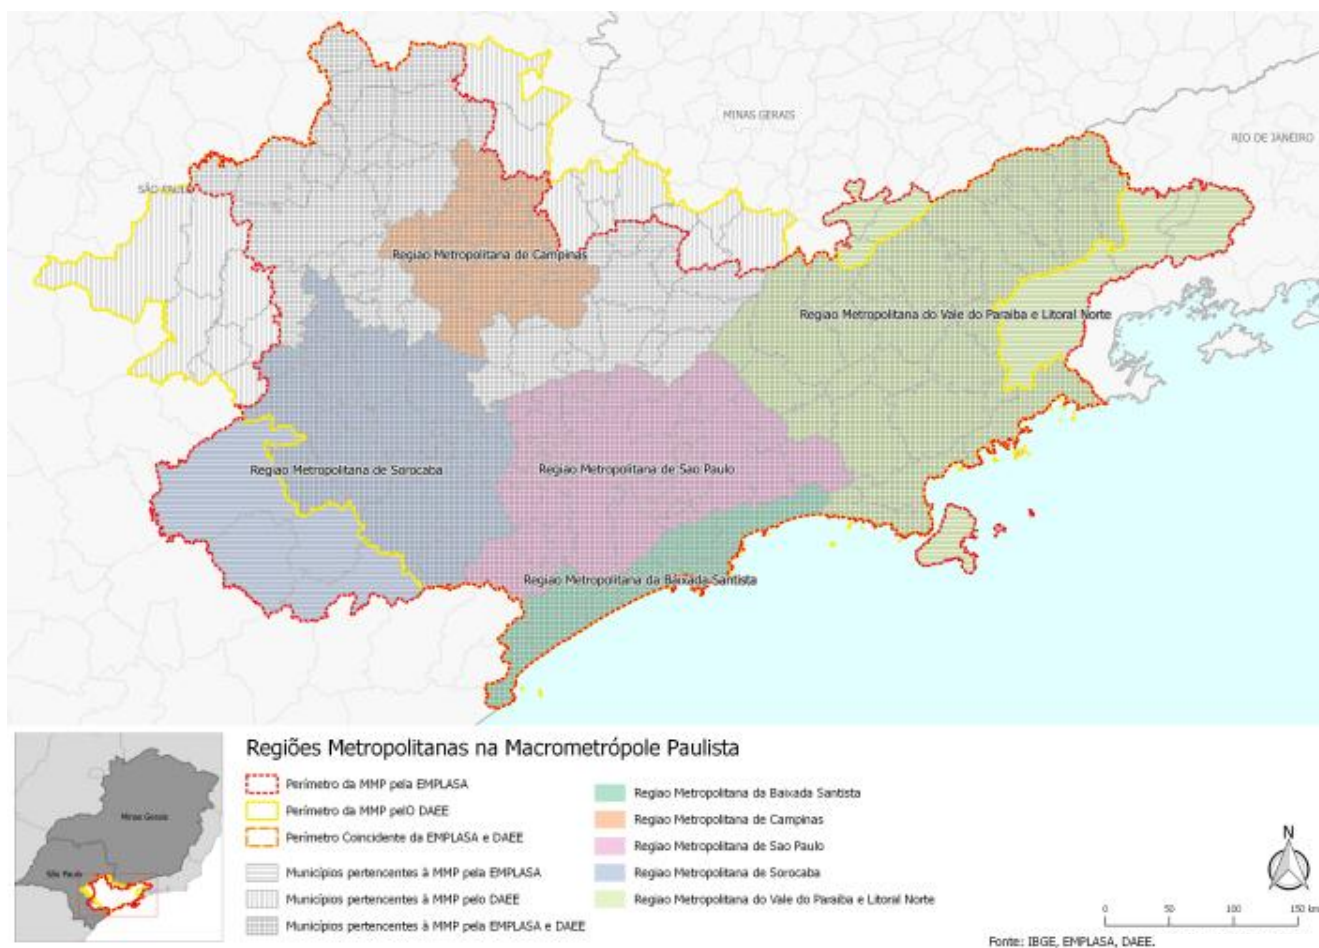 MINAS GERAIS
RIO DE JANEIRO
SÃO PAULO
Regiao Metropolitana de Campinas
Regiao Metropolitana do Vale do Paraiba e Litoral Norte
Regiao Metropolitana de Sorocaba
Regiao Metropolitana de Sao Paulo
Regiao Metropolitana da Baixada Santista
Regiões Metropolitanas na Macrometrópole Paulista
Perímetro da MMP pela EMPLASA
Perímetro da MMP pelO DAEE
Perímetro Coincidente da EMPLASA e DAEE
Municípios pertencentes à MMP pela EMPLASA
Municípios pertencentes à MMP pelo DAEE
Municípios pertencentes à MMP pela EMPLASA e DAEE
Regiao Metropolitana da Baixada Santista
Regiao Metropolitana de Campinas
Regiao Metropolitana de Sao Paulo
Regiao Metropolitana de Sorocaba
Regiao Metropolitana do Vale do Paraiba e Litoral Norte
Minas Gerais
São Paulo
N
0 50 100 150 km
Fonte: IBGE, EMPLASA, DAEE.